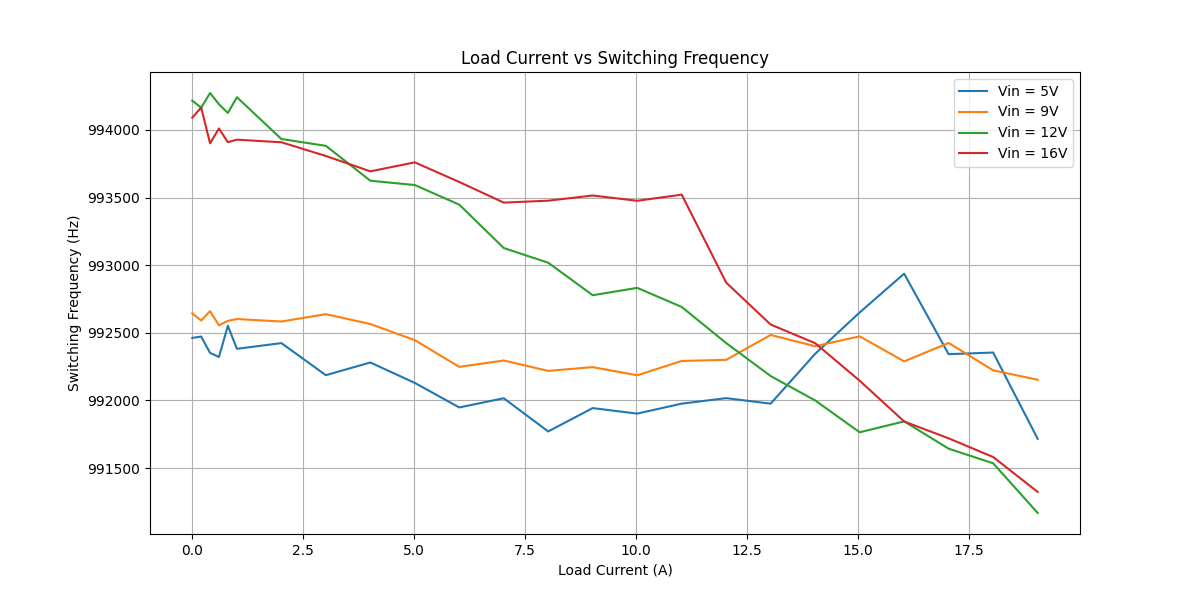 Load Current vs Switching Frequency
Switching Frequency (Hz)
994000
993500
993000
992500
992000
991500
Vin = 5V
Vin = 9V
Vin = 12V
Vin = 16V
0.0 2.5 5.0 7.5 10.0 12.5 15.0 17.5
Load Current (A)